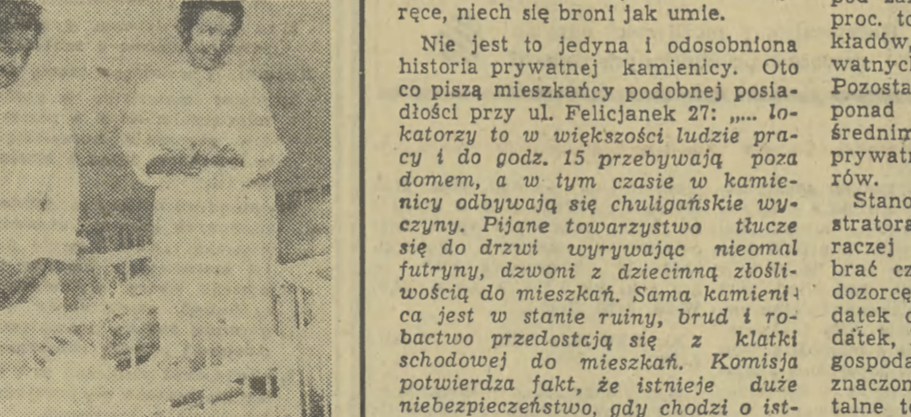 ręce, niech się broni jak umie.
Nie jest to jedyna i odosobniona
historia prywatnej kamienicy. Oto
co piszą mieszkańcy podobnej posia-
dłości przy ul. Felicjanek 27: „... lo-
katorzy to w większości ludzie pra-
cy i do godz. 15 przebywają poza
domem, a w tym czasie w kamie-
nicy odbywają się chuligańskie wy-
czyny. Pijane towarzystwo tłucze
się do drzwi wyrywając nieomal
futryny, dzwoni z dziecinną złośli-
wością do mieszkań. Sama kamieni-
ca jest w stanie ruiny, brud i ro-
bactwo przedostają się z klatki
schodowej do mieszkań. Komisja
potwierdza fakt, że istnieje duże
niebezpieczeństwo, gdy chodzi o ist-
proc. to
kładów,
watnych
Pozosta
ponad
średnim
prywatn
rów.
Stano
stratora
raczej
brać cz
dozorcę
datek o
datek,
gospoda
znaczon
talne te